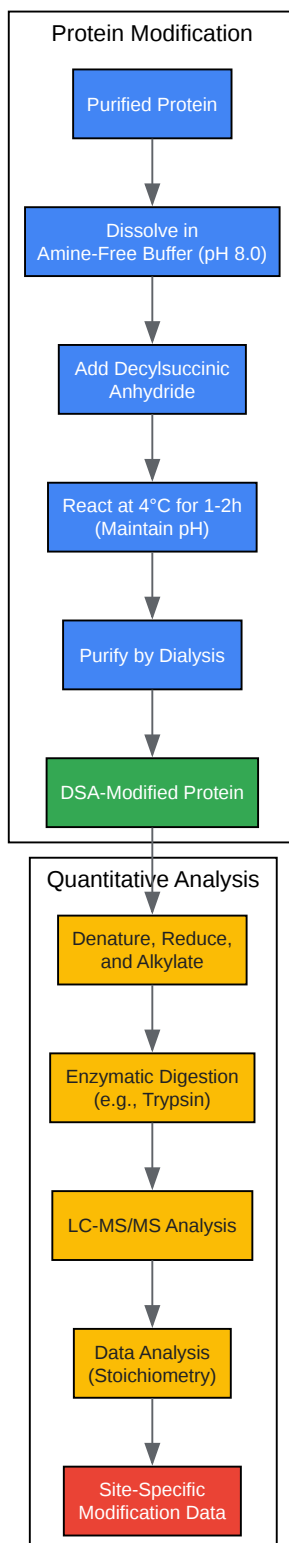 Protein Modification
Purified Protein
Dissolve in
Amine-Free Buffer (pH 8.0)
Add Decylsuccinic
Anhydride
React at 4°C for 1-2h
(Maintain pH)
Purify by Dialysis
DSA-Modified Protein
Quantitative Analysis
Denature, Reduce,
and Alkylate
Enzymatic Digestion
(e.g., Trypsin)
LC-MS/MS Analysis
Data Analysis
(Stoichiometry)
Site-Specific
Modification Data